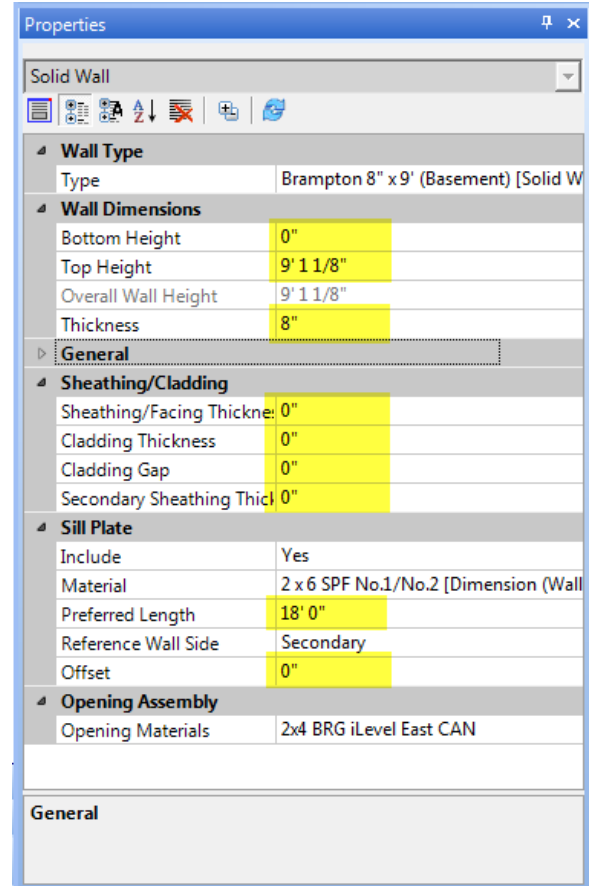 Properties
Solid Wall
Wall Type
Type Brampton 8" x 9' (Basement) [Solid W
Wall Dimensions
Bottom Height 0"
Top Height 9' 1 1/8"
Overall Wall Height 9' 1 1/8"
Thickness 8"
General
Sheathing/Cladding
Sheathing/Facing Thicknes 0"
Cladding Thickness 0"
Cladding Gap 0"
Secondary Sheathing Thick 0"
Sill Plate
Include Yes
Material 2 x 6 SPF No.1/No.2 [Dimension (Wall
Preferred Length 18' 0"
Reference Wall Side Secondary
Offset 0"
Opening Assembly
Opening Materials 2x4 BRG iLevel East CAN
General